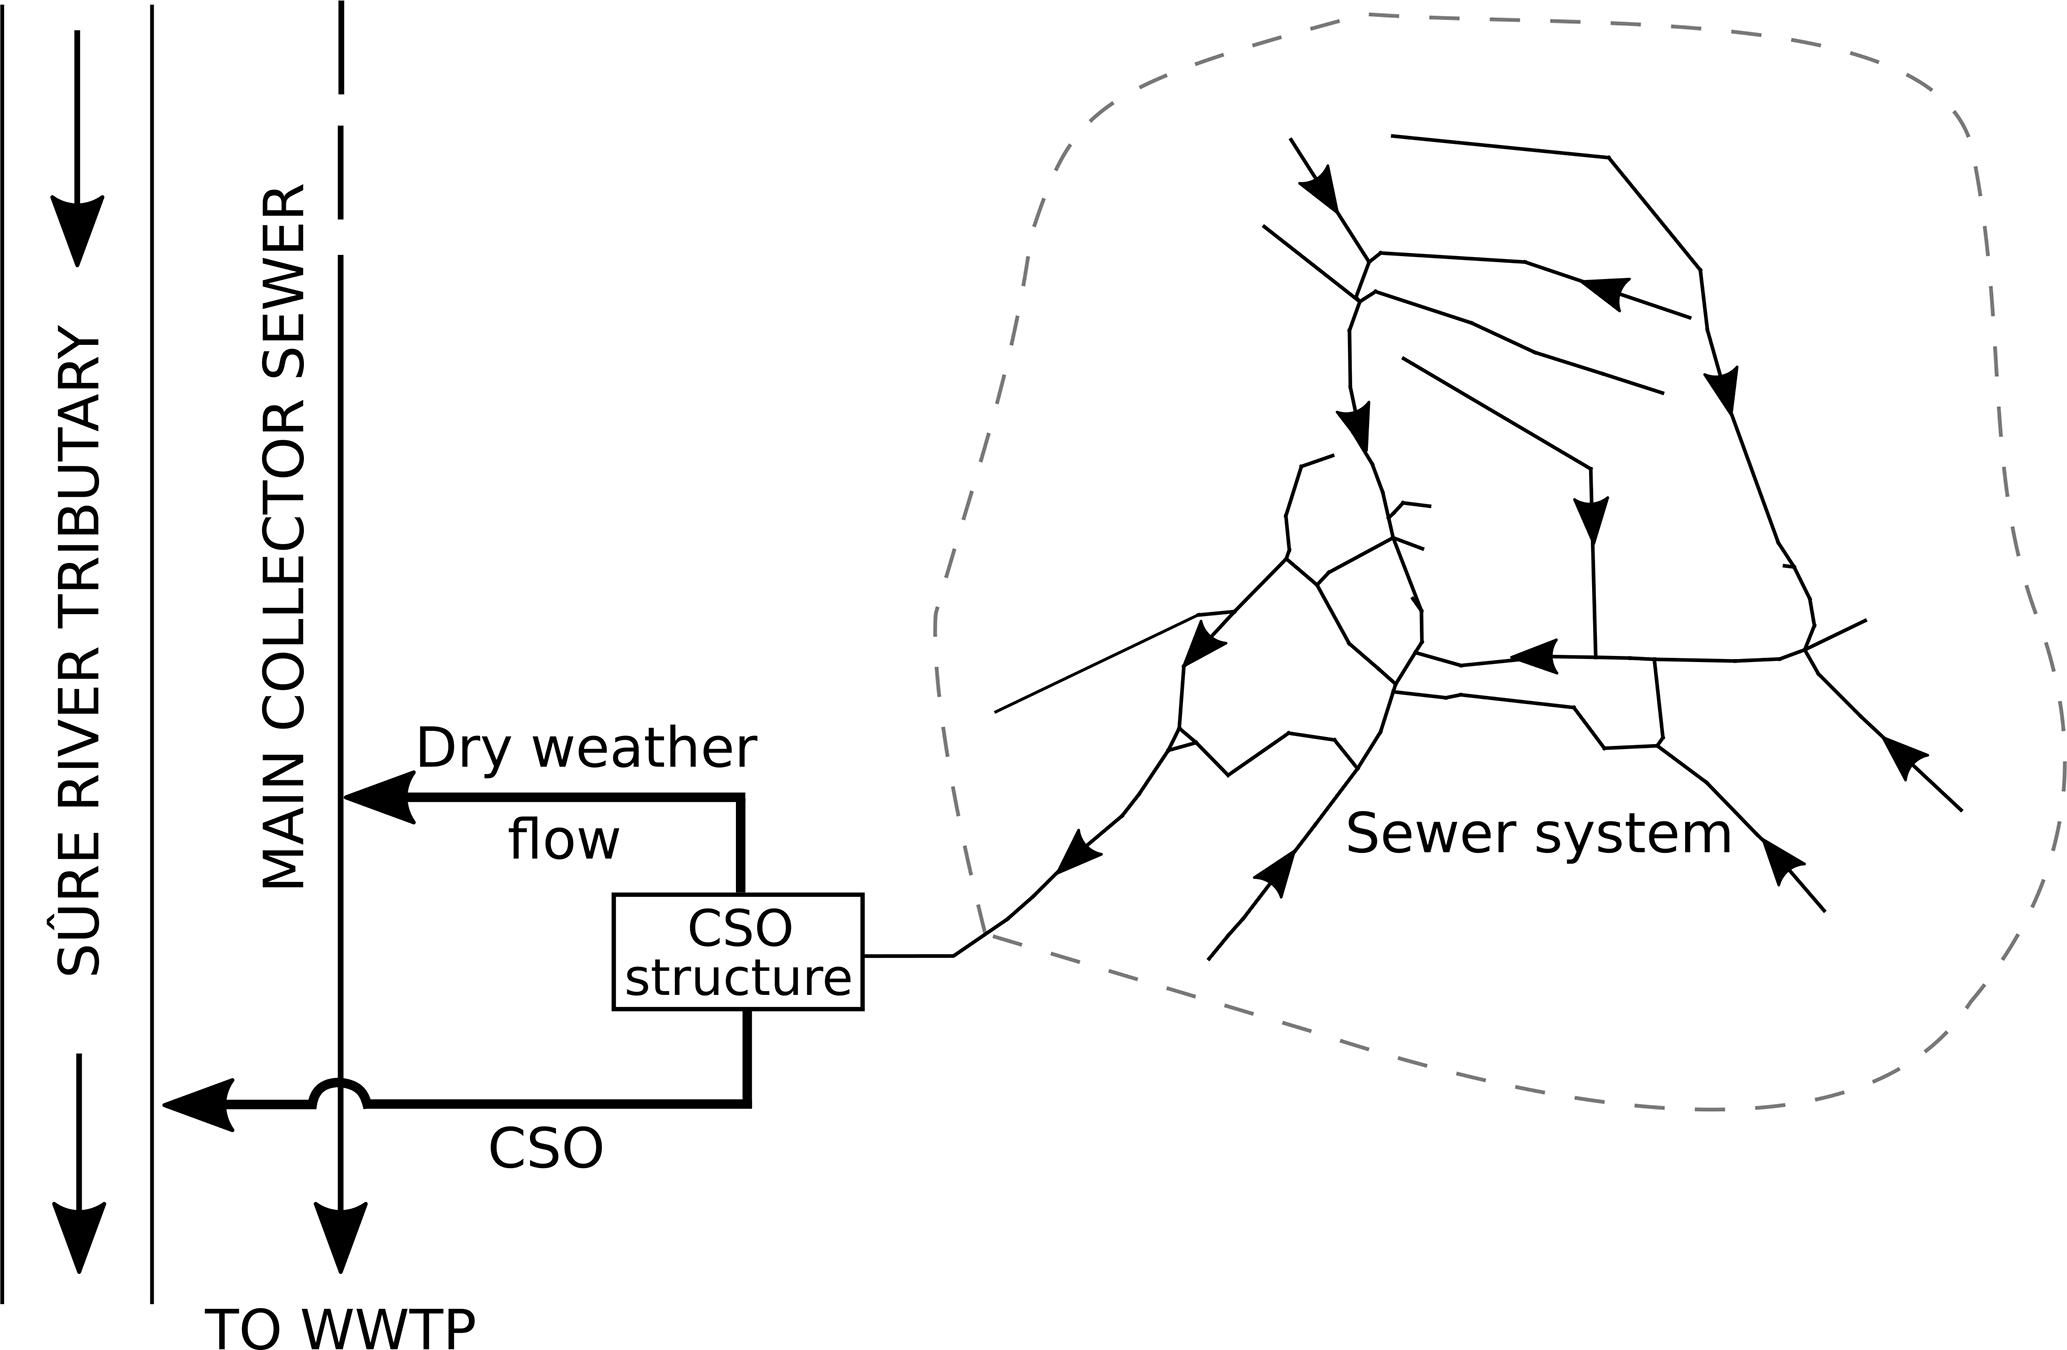 SÛRE RIVER TRIBUTARY
MAIN COLLECTOR SEWER
Dry weather
flow
CSO
structure
Sewer system
CSO
TO WWTP